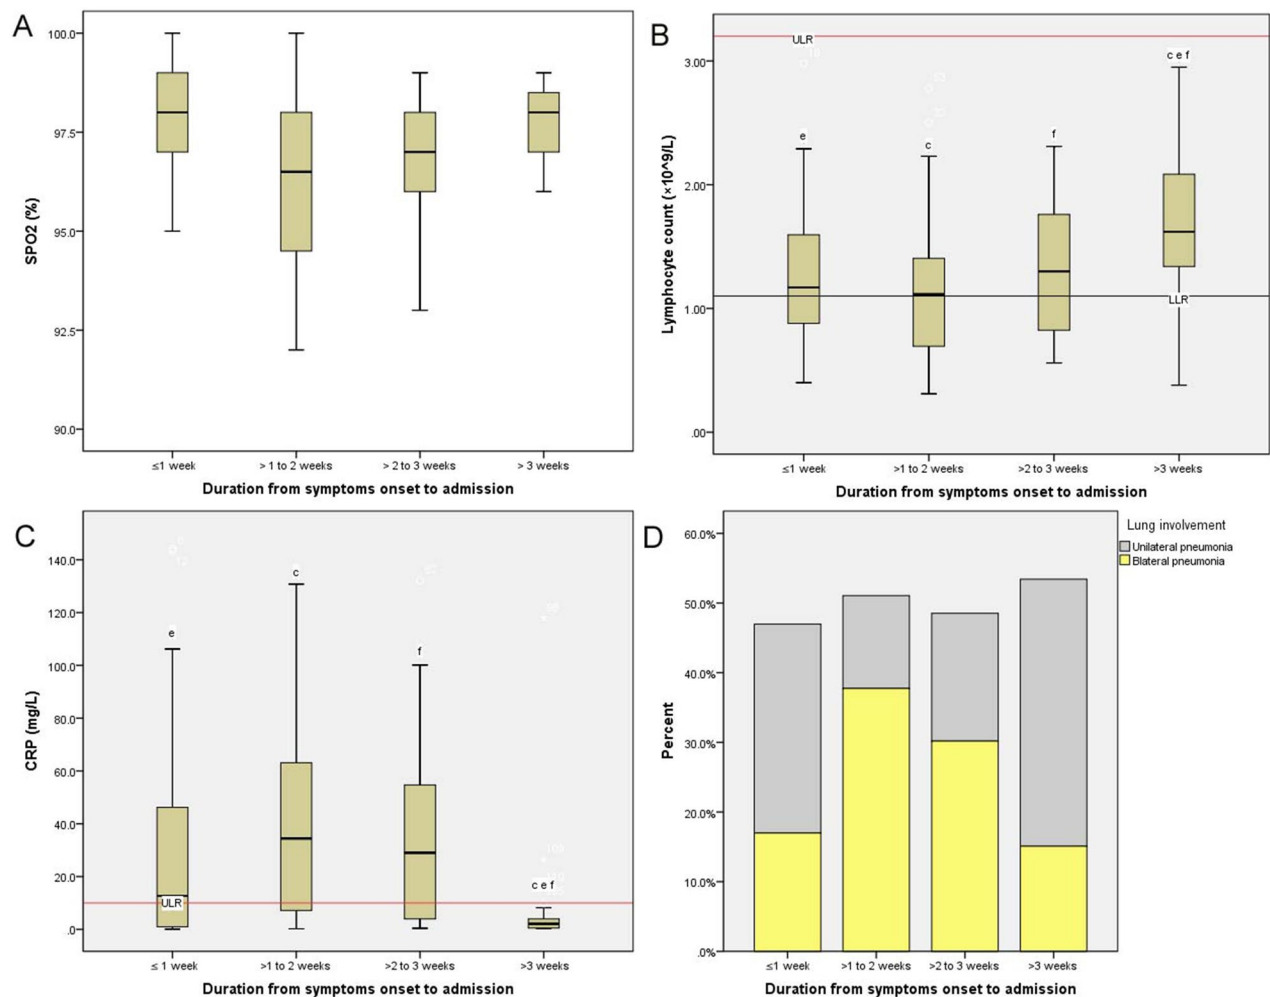 A
100.0
97.5
95.0
92.5
90.0
SPO2 (%)
≤1 week
>1 to 2 weeks
> 2 to 3 weeks
> 3 weeks
Duration from symptoms onset to admission
B
ULR
c e f
3.00
e
c
f
2.00
1.00
LLR
.00
Lymphocyte count (×10^9/L)
≤1 week
>1 to 2 weeks
>2 to 3 weeks
>3 weeks
Duration from symptoms onset to admission
C
140.0
c
120.0
e
f
100.0
80.0
60.0
40.0
20.0
c e f
ULR
.0
CRP (mg/L)
≤ 1 week
>1 to 2 weeks
>2 to 3 weeks
>3 weeks
Duration from symptoms onset to admission
D
Lung involvement
Unilateral pneumonia
Blateral pneumonia
60.0%
50.0%
40.0%
30.0%
20.0%
10.0%
.0%
Percent
≤1 week
>1 to 2 weeks
>2 to 3 weeks
>3 weeks
Duration from symptoms onset to admission